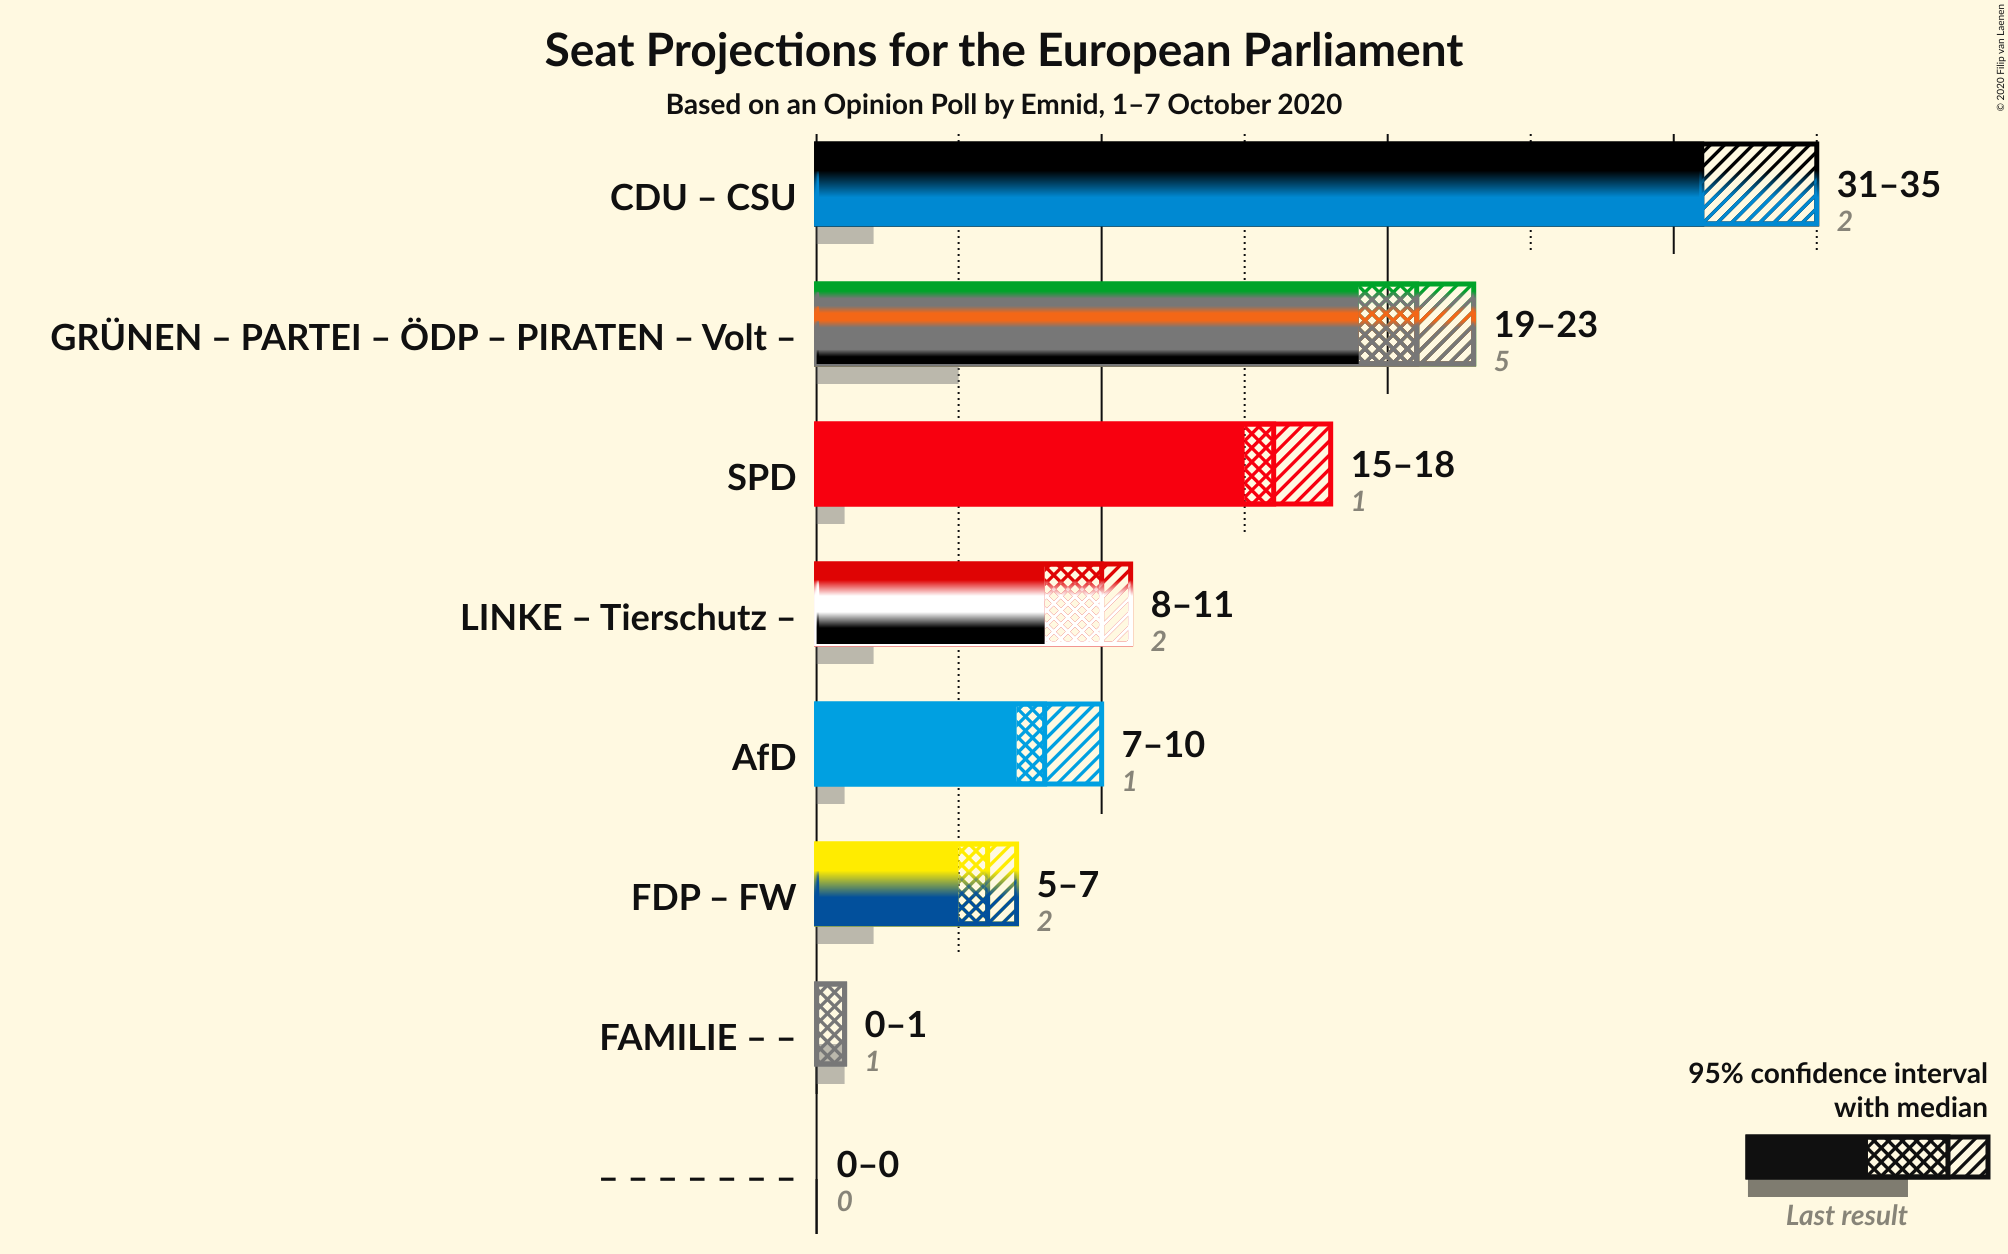 Seat Projections for the European Parliament
Based on an Opinion Poll by Emnid, 1–7 October 2020
© 2020 Filip van Laenen
CDU – CSU
31–35
2
GRÜNEN – PARTEI – ÖDP – PIRATEN – Volt –
19–23
5
SPD
15–18
1
LINKE – Tierschutz –
8–11
2
AfD
7–10
1
FDP – FW
5–7
2
FAMILIE – –
0–1
1
– – – – – – –
0–0
0
95% confidence interval
with median
Last result